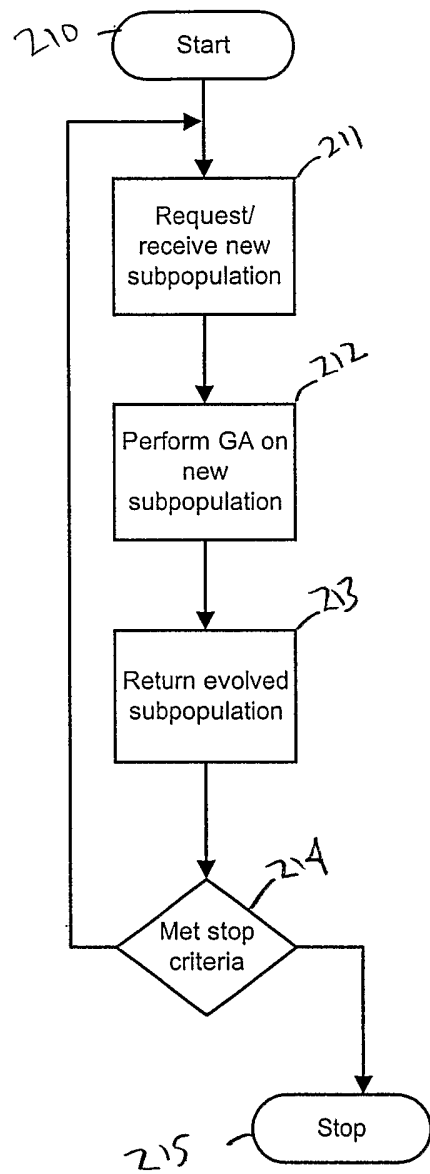 210
Start
211
Request/
receive new
subpopulation
212
Perform GA on
new
subpopulation
213
Return evolved
subpopulation
214
Met stop
criteria
Stop
215